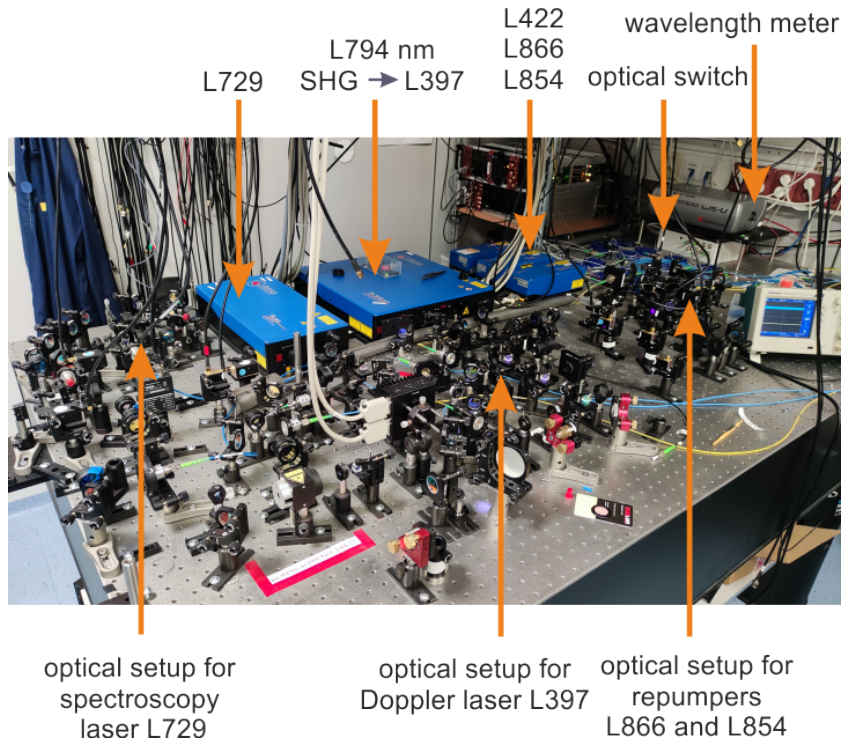 L422
wavelength meter
L794 nm
L866
L729
SHG → L397
L854
optical switch
WS-U
optical setup for
spectroscopy
laser L729
optical setup for
Doppler laser L397
optical setup for
repumpers
L866 and L854